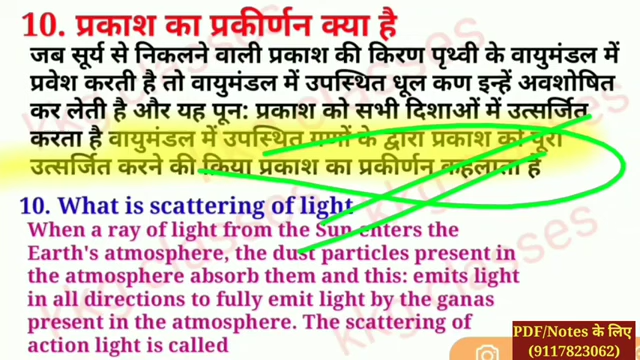 10. प्रकाश का प्रकीर्णन क्या है
जब सूर्य से निकलने वाली प्रकाश की किरण पृथ्वी के वायुमंडल में
प्रवेश करती है तो वायुमंडल में उपस्थित धूल कण इन्हें अवशोषित
कर लेती है और यह पून: प्रकाश को सभी दिशाओं में उत्सर्जित
करता है वायुमंडल में उपस्थित गणों के द्वारा प्रकाश को पूरा
उत्सर्जित करने की किया प्रकाश का प्रकीर्णन कहलाता है
10. What is scattering of light
When a ray of light from the Sun enters the
Earth's atmosphere, the dust particles present in
the atmosphere absorb them and this: emits light
in all directions to fully emit light by the ganas
present in the atmosphere. The scattering of
action light is called
PDF/Notes के लिए
(9117823062)
kkg classes